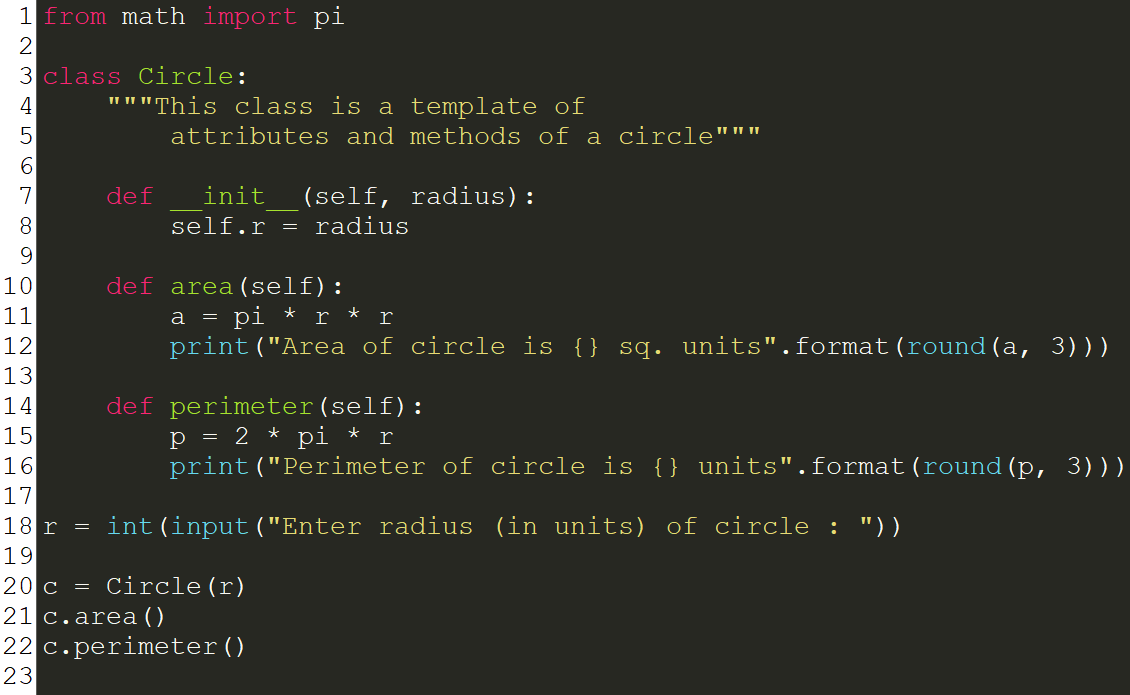 1 from math import pi
2
3 class Circle:
4     """This class is a template of
5         attributes and methods of a circle"""
6
7     def __init__(self, radius):
8         self.r = radius
9
10     def area(self):
11         a = pi * r * r
12         print("Area of circle is {} sq. units".format(round(a, 3)))
13
14     def perimeter(self):
15         p = 2 * pi * r
16         print("Perimeter of circle is {} units".format(round(p, 3)))
17
18 r = int(input("Enter radius (in units) of circle : "))
19
20 c = Circle(r)
21 c.area()
22 c.perimeter()
23